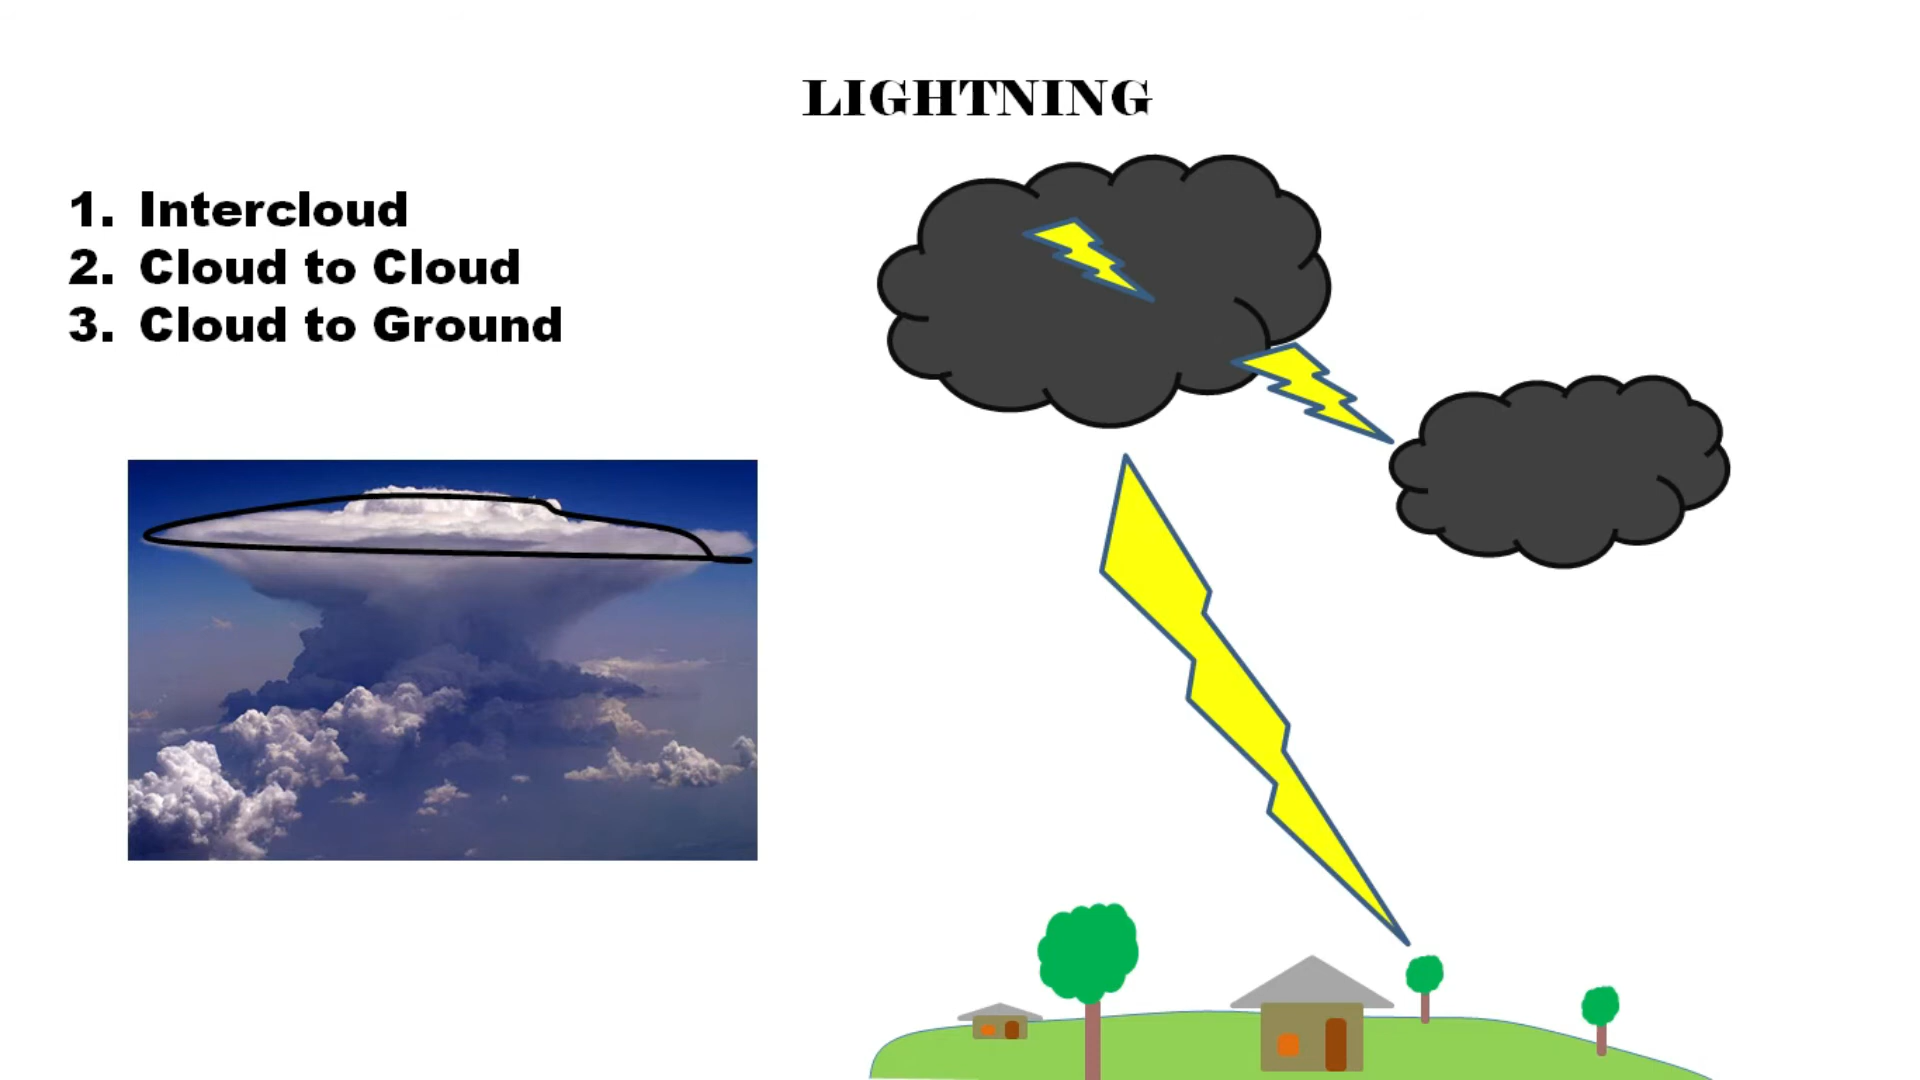 LIGHTNING
1. Intercloud
2. Cloud to Cloud
3. Cloud to Ground